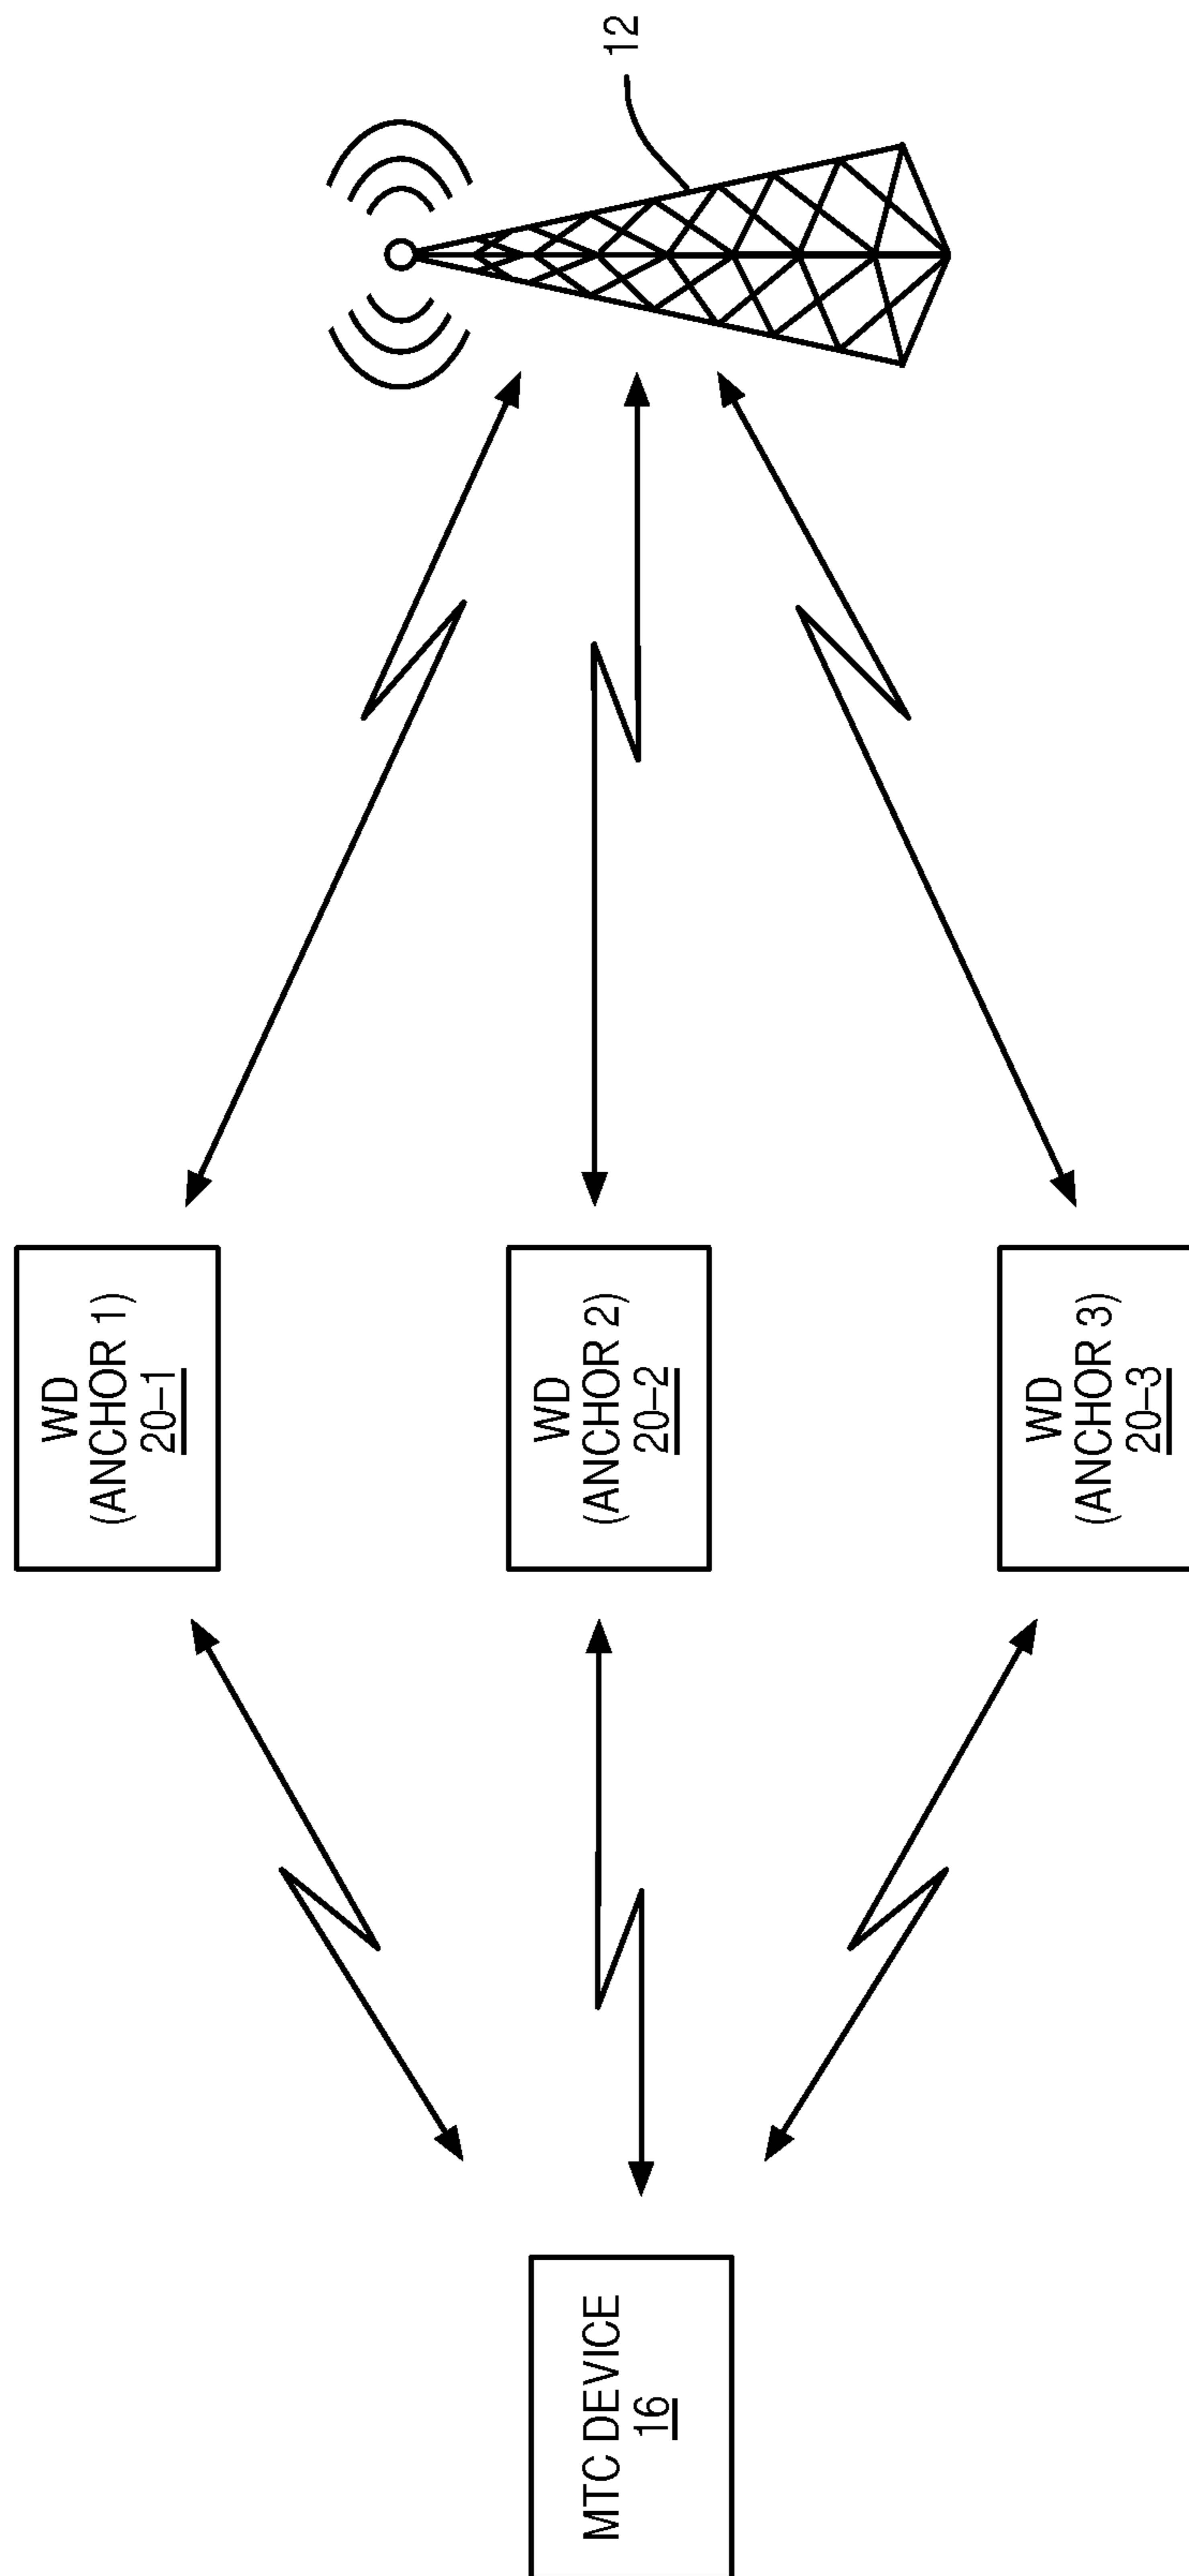 MTC DEVICE
16
WD
(ANCHOR 1)
20–1
WD
(ANCHOR 2)
20–2
WD
(ANCHOR 3)
20–3
12